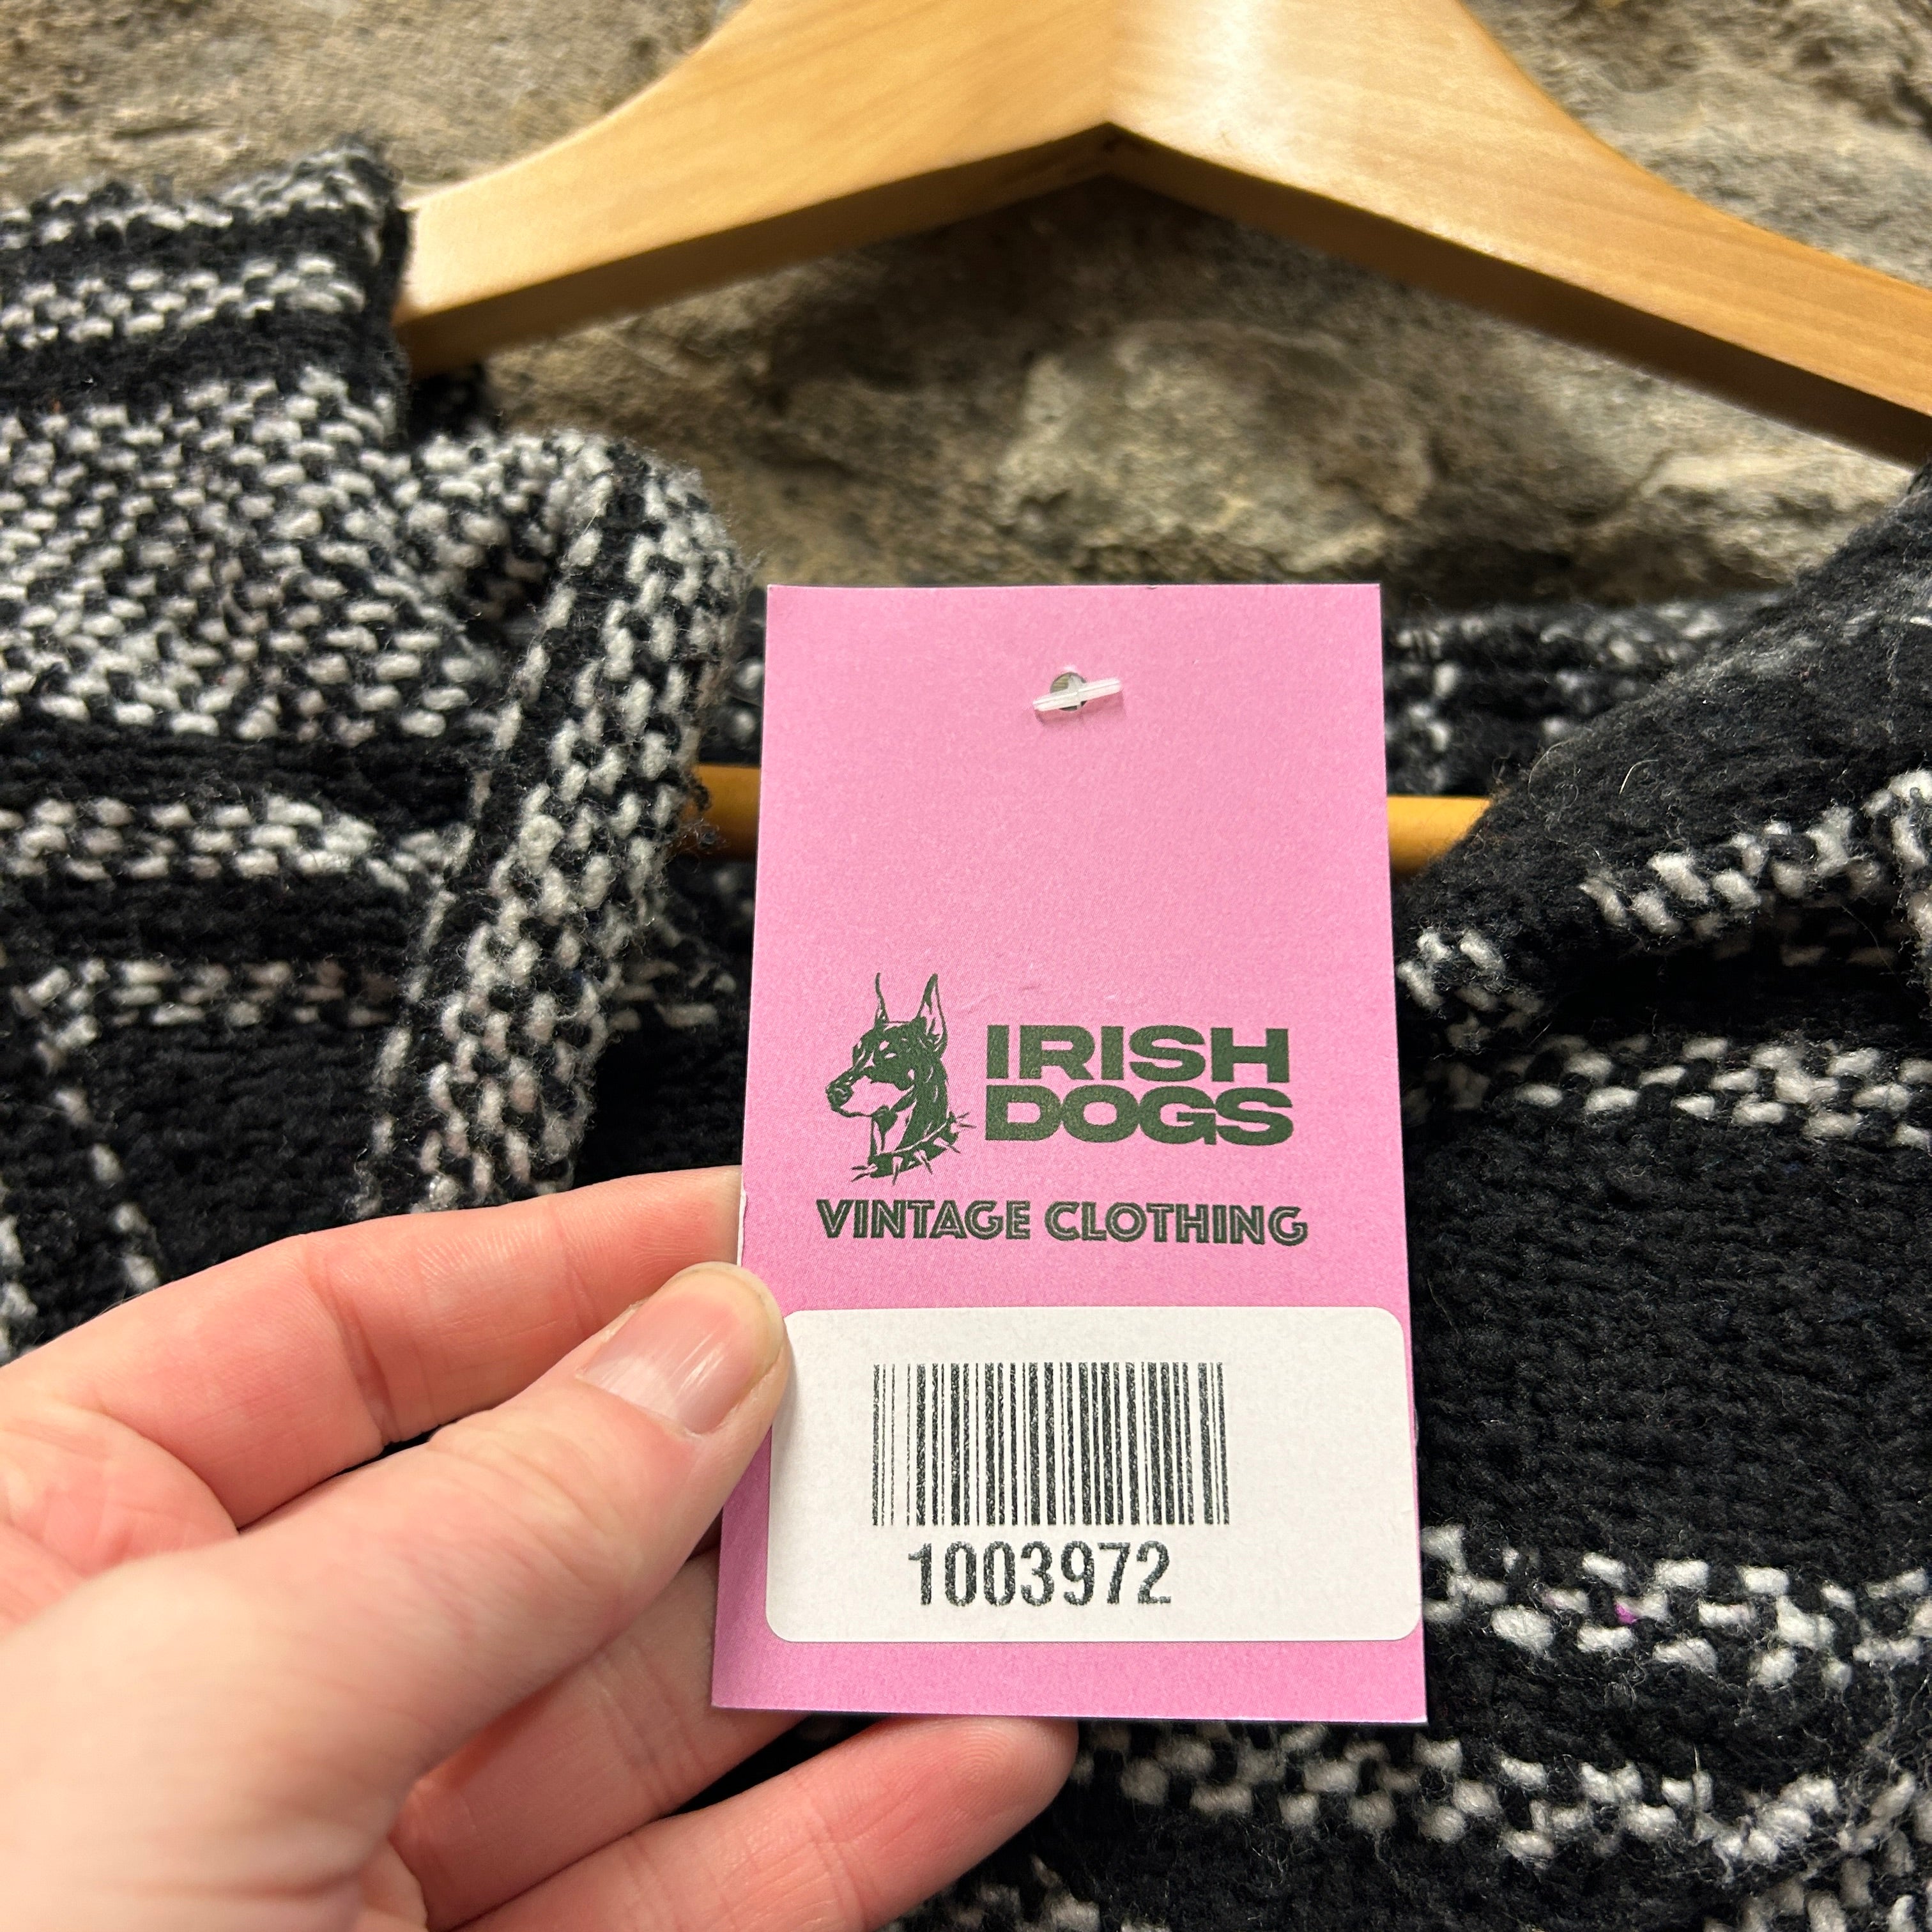 IRISH
DOGS
VINTAGE CLOTHING
1003972